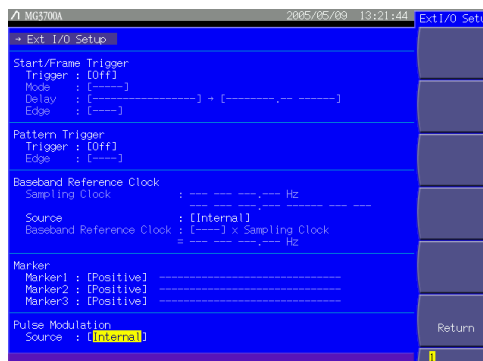 MG3700A 2005/05/09 13:21:44 Ext I/O Setu
→ Ext I/O Setup
Start/Frame Trigger
Trigger : [Off]
Mode : [-----]
Delay : [-----------------] → [--------.-- ------]
Edge : [----]
Pattern Trigger
Trigger : [Off]
Edge : [----]
Baseband Reference Clock
Sampling Clock : --- --- ---.--- Hz
--- --- ---.--- ------ --- ---
Source : [Internal]
Baseband Reference Clock : [----] x Sampling Clock
= --- --- ---.--- Hz
Marker
Marker1 : [Positive] ------------------------------
Marker2 : [Positive] ------------------------------
Marker3 : [Positive] ------------------------------
Pulse Modulation
Source : [Internal]
Return
1